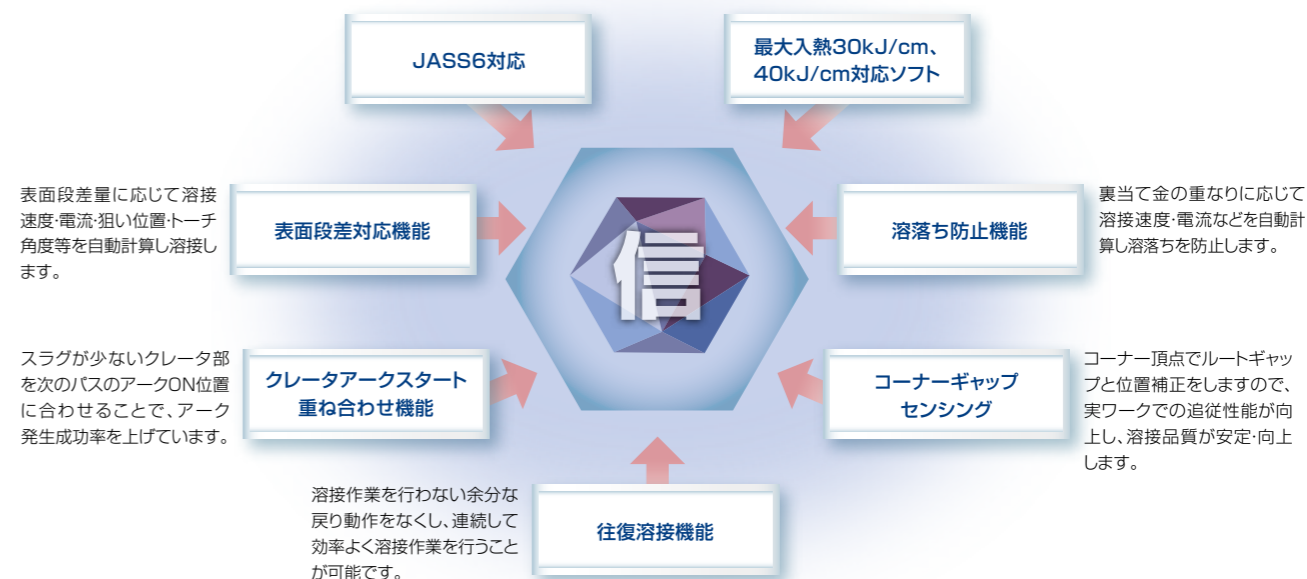 JASS6対応
最大入熱30kJ/cm、
40kJ/cm対応ソフト
表面段差量に応じて溶接
速度･電流･狙い位置･トーチ
角度等を自動計算し溶接し
ます。
表面段差対応機能
信
溶落ち防止機能
裏当て金の重なりに応じて
溶接速度･電流などを自動計
算し溶落ちを防止します。
スラグが少ないクレータ部
を次のパスのアークON位置
に合わせることで、アーク
発生成功率を上げています。
クレータアークスタート
重ね合わせ機能
コーナーギャップ
センシング
コーナー頂点でルートギャッ
プと位置補正をしますので、
実ワークでの追従性能が向
上し、溶接品質が安定･向上
します。
溶接作業を行わない余分な
戻り動作をなくし、連続して
効率よく溶接作業を行うこと
が可能です。
往復溶接機能